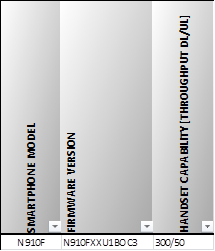 SMARTPHONE MODEL
FIRMWARE VERSION
HANDSET CAPABILITY [THROUGHPUT DL/UL]
N910F N910FXXU1BOC3 300/50